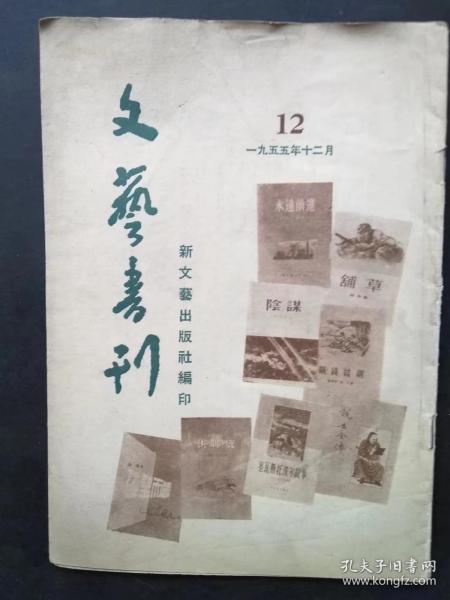 12
一九五五年十二月
文藝書刊
新文藝出版社編印
陰謀
舖草
孔夫子旧书网
www.kongfz.com